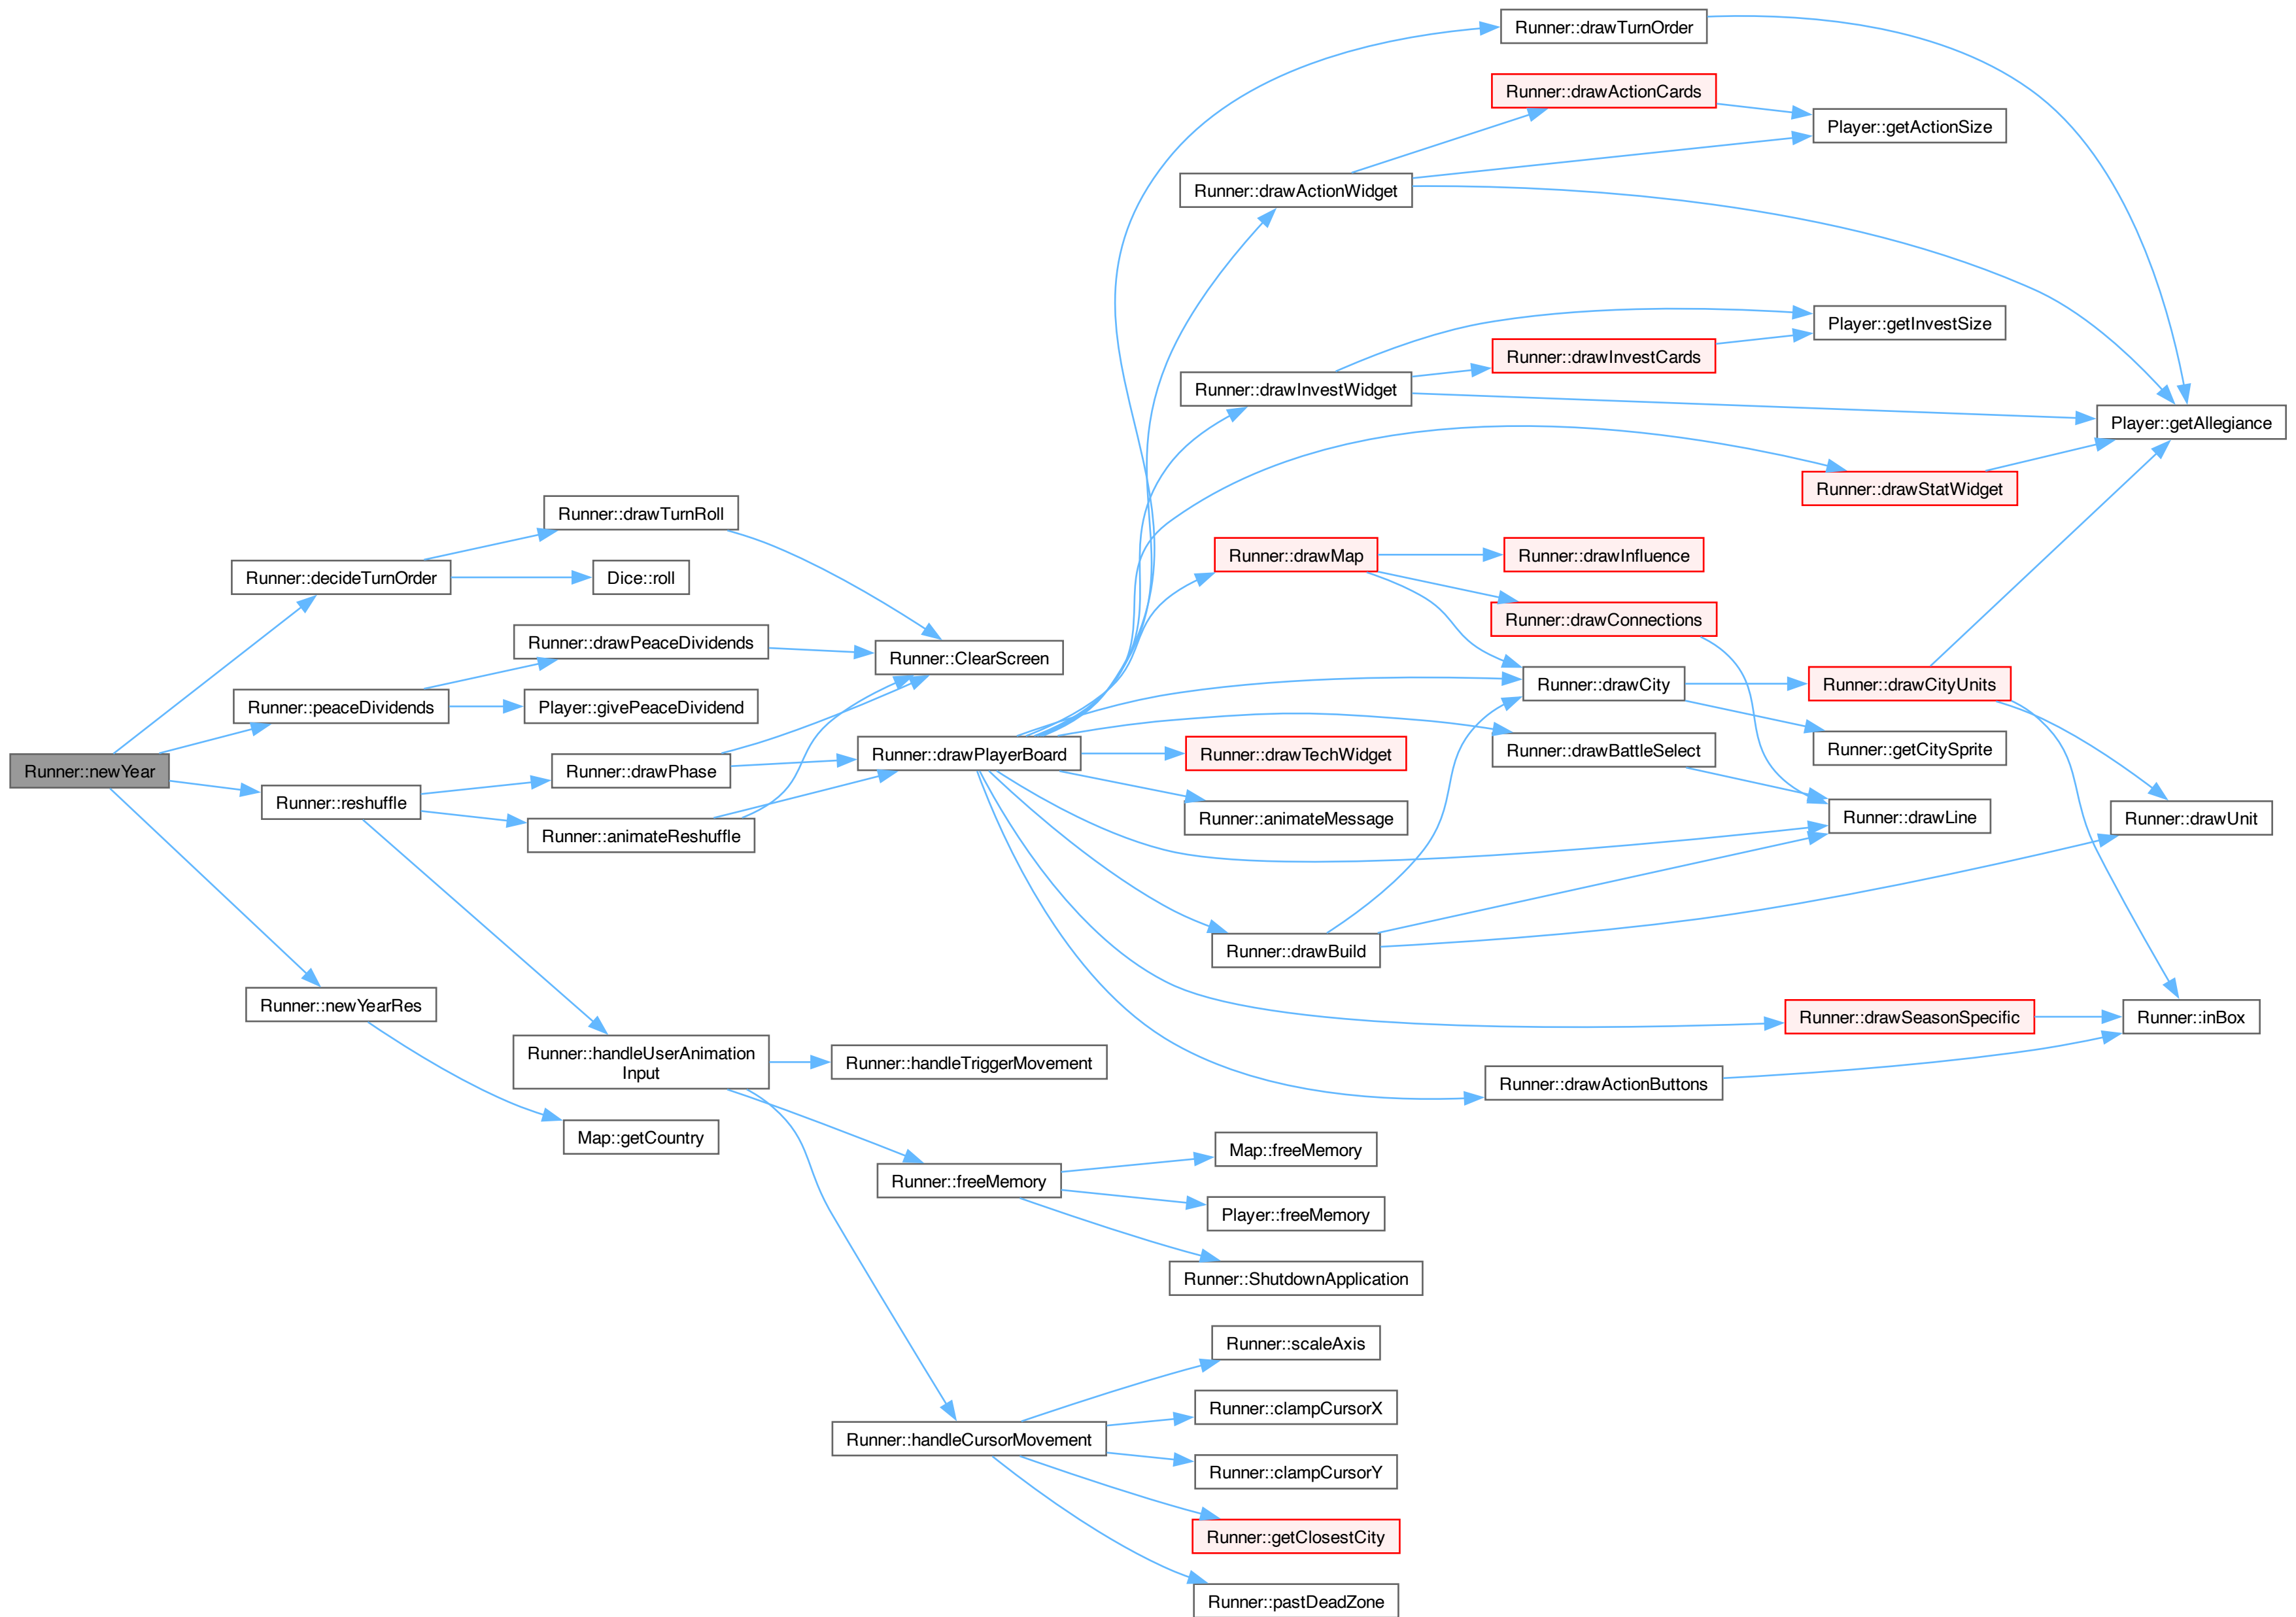 Runner::newYear
Runner::decideTurnOrder
Runner::peaceDividends
Runner::reshuffle
Runner::newYearRes
Runner::drawTurnRoll
Dice::roll
Runner::drawPeaceDividends
Player::givePeaceDividend
Runner::drawPhase
Runner::animateReshuffle
Runner::handleUserAnimation
Input
Map::getCountry
Runner::ClearScreen
Runner::drawPlayerBoard
Runner::handleTriggerMovement
Runner::freeMemory
Runner::handleCursorMovement
Runner::drawActionWidget
Runner::drawInvestWidget
Runner::drawMap
Runner::drawTechWidget
Runner::animateMessage
Runner::drawBuild
Map::freeMemory
Player::freeMemory
Runner::ShutdownApplication
Runner::scaleAxis
Runner::clampCursorX
Runner::clampCursorY
Runner::getClosestCity
Runner::pastDeadZone
Runner::drawTurnOrder
Runner::drawActionCards
Runner::drawInvestCards
Runner::drawInfluence
Runner::drawConnections
Runner::drawCity
Runner::drawBattleSelect
Runner::drawActionButtons
Player::getActionSize
Player::getInvestSize
Runner::drawStatWidget
Runner::drawCityUnits
Runner::getCitySprite
Runner::drawLine
Runner::drawSeasonSpecific
Player::getAllegiance
Runner::drawUnit
Runner::inBox